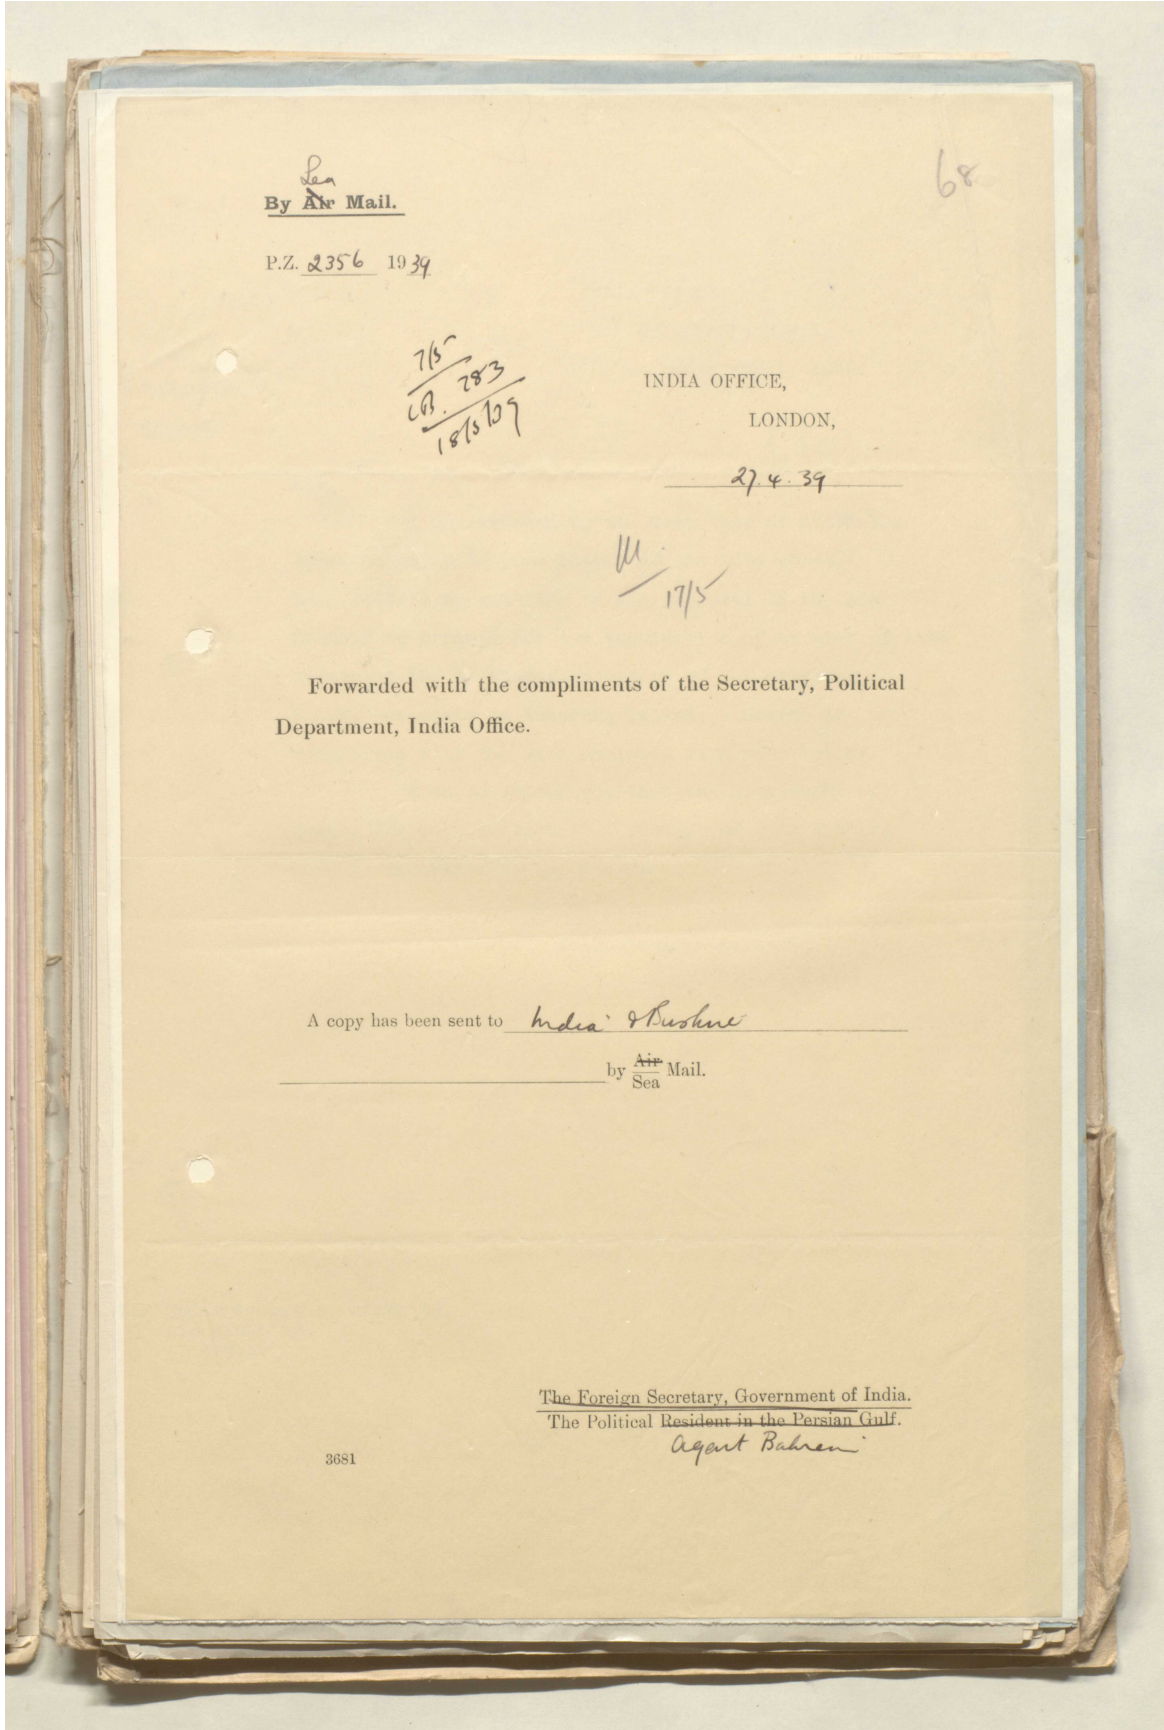 68
Sea
By Air Mail.
P.Z. 2356 1939
7/5
783
18/5/39
INDIA OFFICE,
LONDON,
27.4.39
17/5
Forwarded with the compliments of the Secretary, Political
Department, India Office.
A copy has been sent to India & Bushire
by Air Mail.
Sea
The Foreign Secretary, Government of India.
The Political Resident in the Persian Gulf.
Agent Bahrein
3681